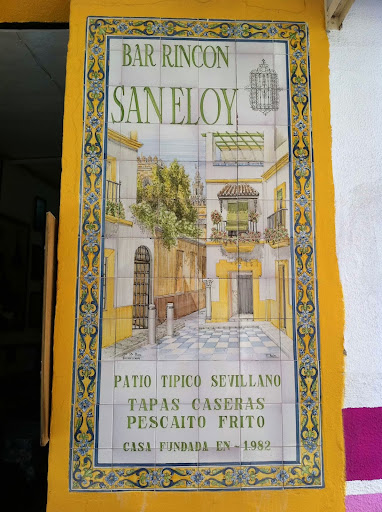 BAR RINCON
SAN ELOY
PATIO TIPICO SEVILLANO
TAPAS CASERAS
PESCAITO FRITO
CASA FUNDADA EN - 1982